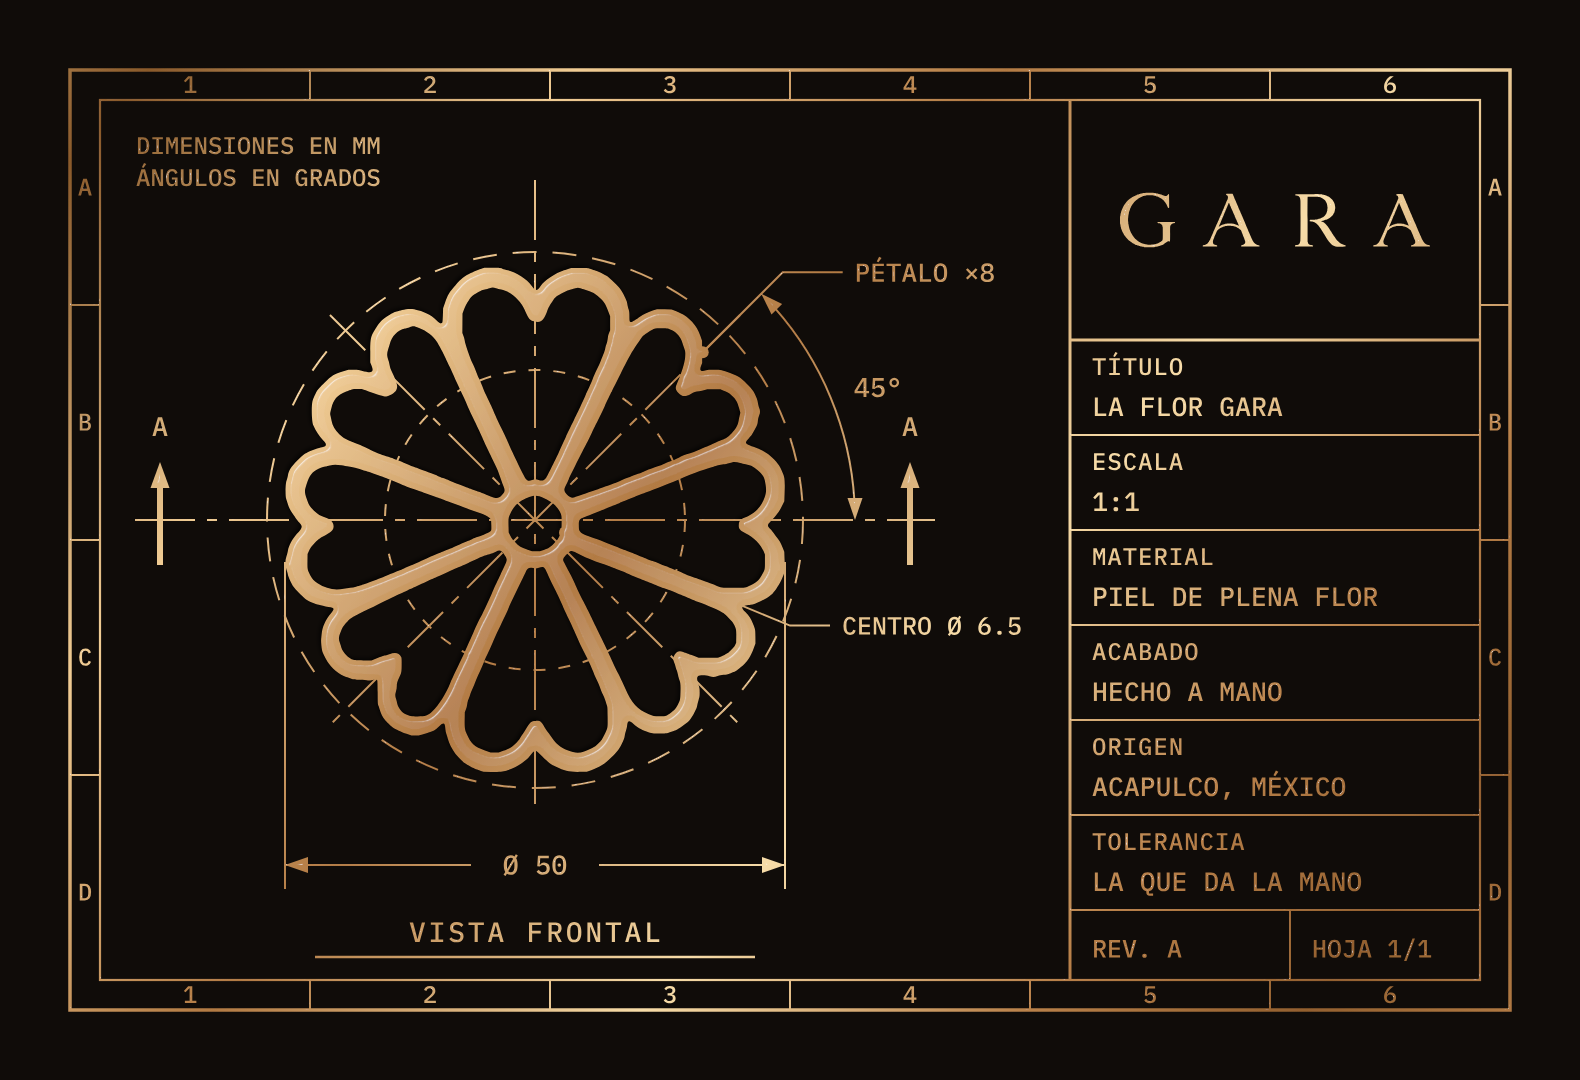 1 2 3 4 5 6
DIMENSIONES EN MM
ÁNGULOS EN GRADOS
A
A
GARA
PÉTALO ×8
TÍTULO
LA FLOR GARA
45°
B
A
A
B
ESCALA
1:1
MATERIAL
PIEL DE PLENA FLOR
CENTRO Ø 6.5
C
C
ACABADO
HECHO A MANO
ORIGEN
ACAPULCO, MÉXICO
TOLERANCIA
LA QUE DA LA MANO
Ø 50
D
D
VISTA FRONTAL
REV. A
HOJA 1/1
1 2 3 4 5 6